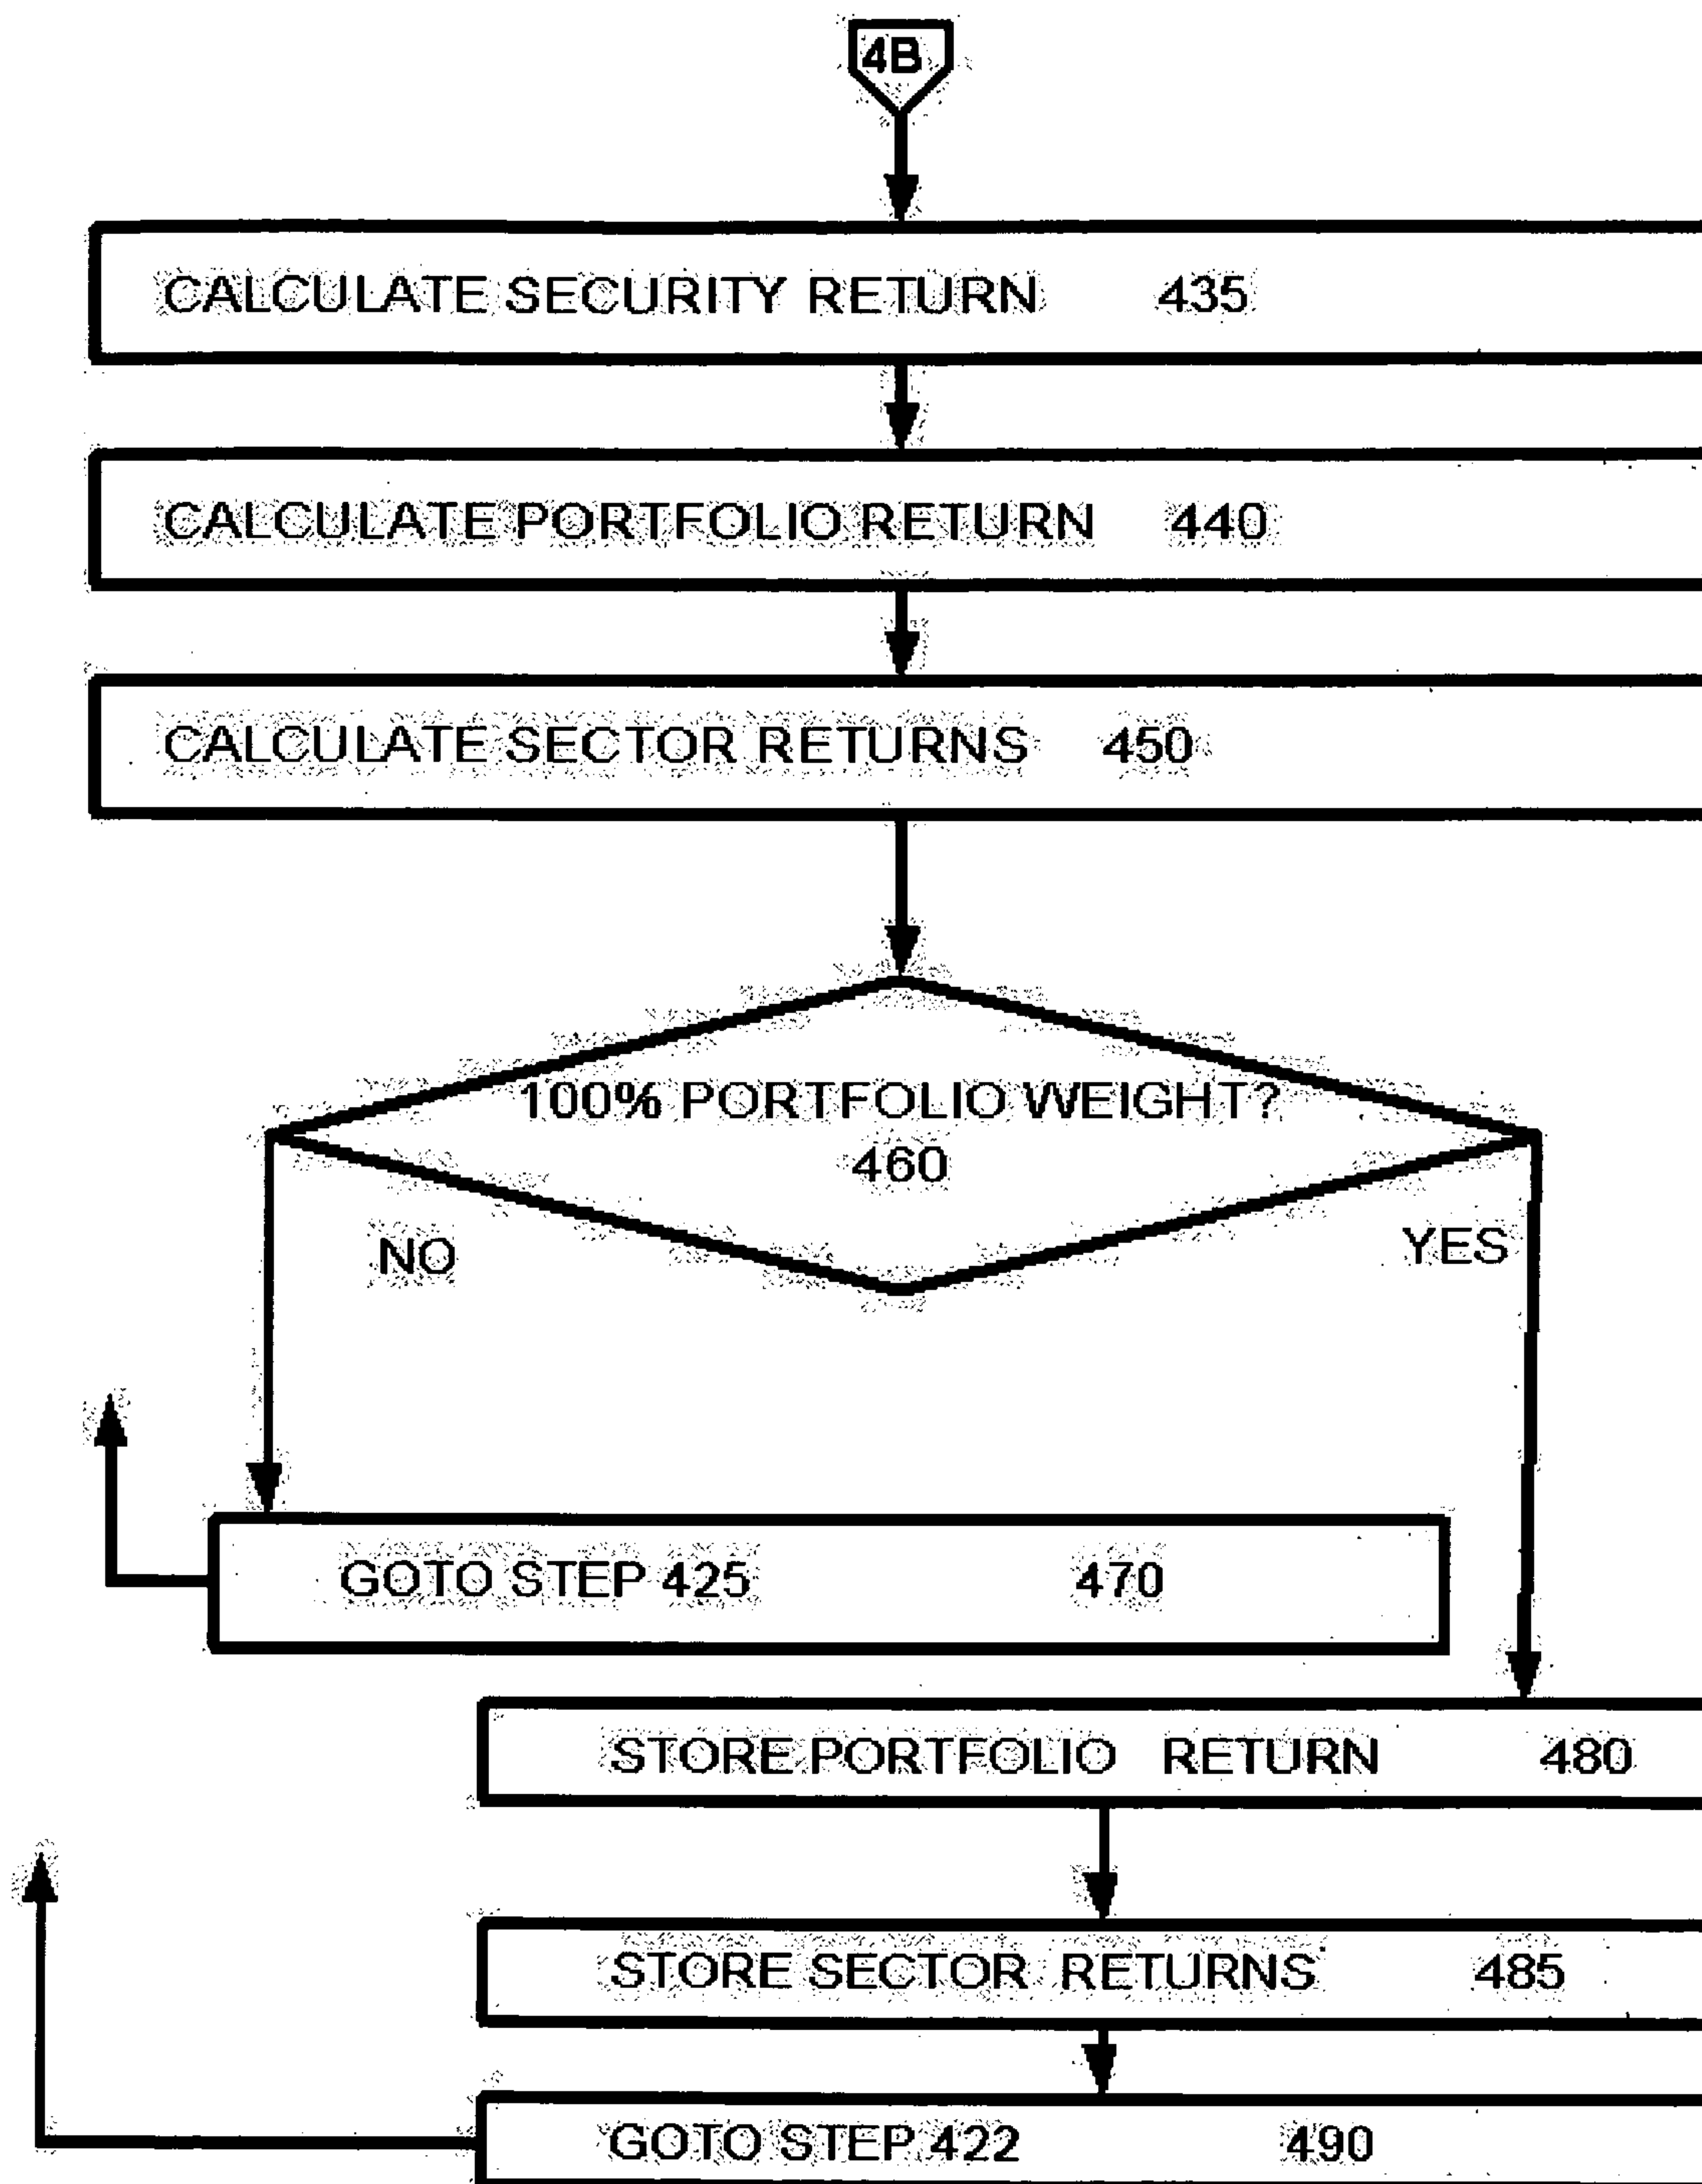 4B
CALCULATE SECURITY RETURN 435
CALCULATE PORTFOLIO RETURN 440
CALCULATE SECTOR RETURNS 450
100% PORTFOLIO WEIGHT?
460
NO
YES
GOTO STEP 425 470
STORE PORTFOLIO RETURN 480
STORE SECTOR RETURNS 485
GOTO STEP 422 490